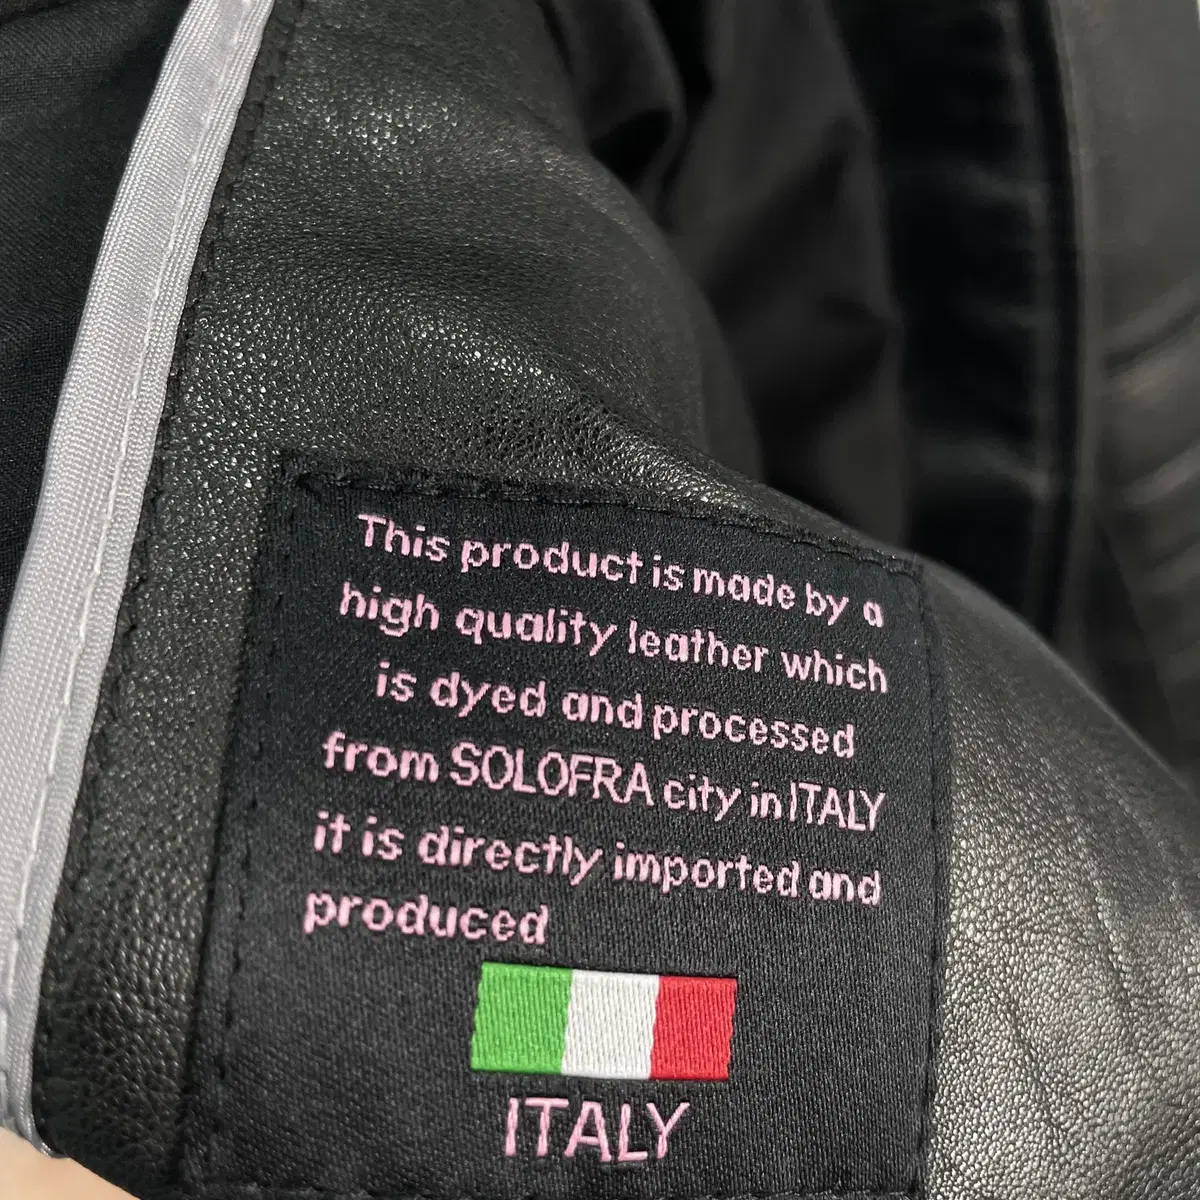 This product is made by a
high quality leather which
is dyed and processed
from SOLOFRA city in ITALY
it is directly imported and
produced
ITALY